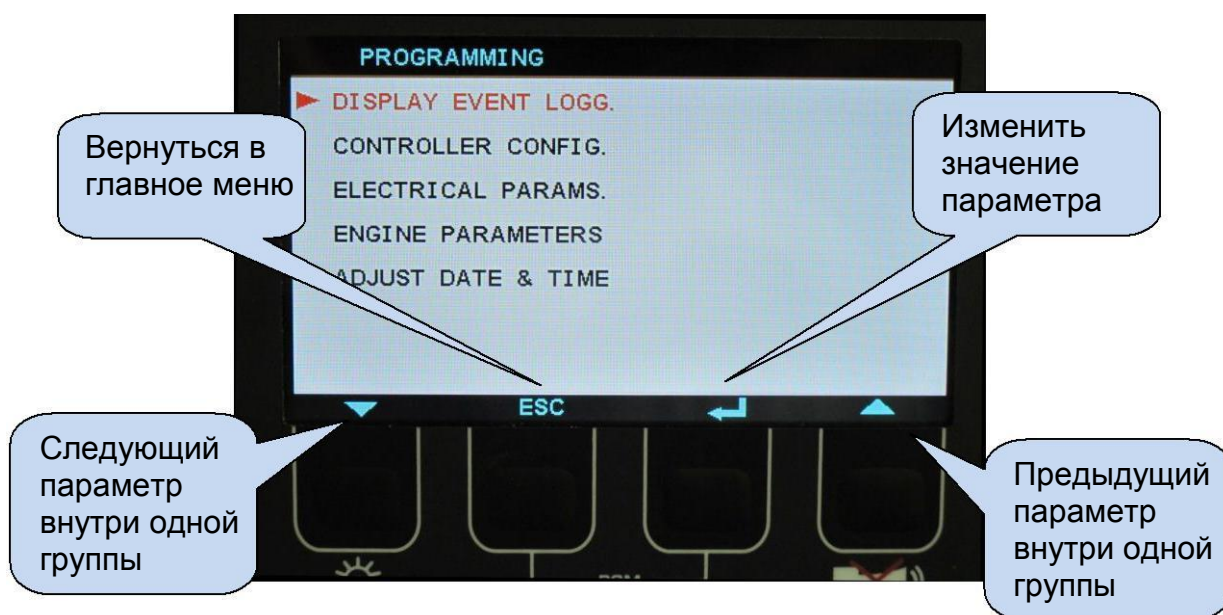 PROGRAMMING
DISPLAY EVENT LOGG.
CONTROLLER CONFIG.
ELECTRICAL PARAMS.
ENGINE PARAMETERS
ADJUST DATE & TIME
ESC
Вернуться в
главное меню
Изменить
значение
параметра
Следующий
параметр
внутри одной
группы
Предыдущий
параметр
внутри одной
группы